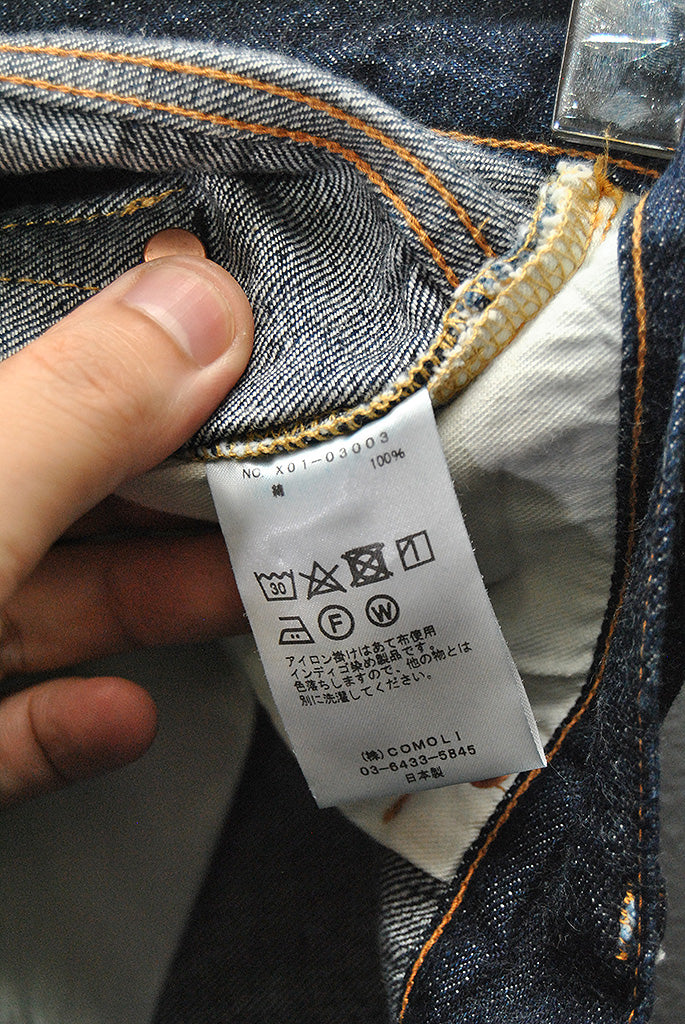 NO. X01-03003
綿 100%
30
F W
アイロン掛けはあて布使用
インディゴ染め製品です。
色落ちしますので、他の物とは
別に洗濯してください。
(株)COMOLI
03-6433-5845
日本製